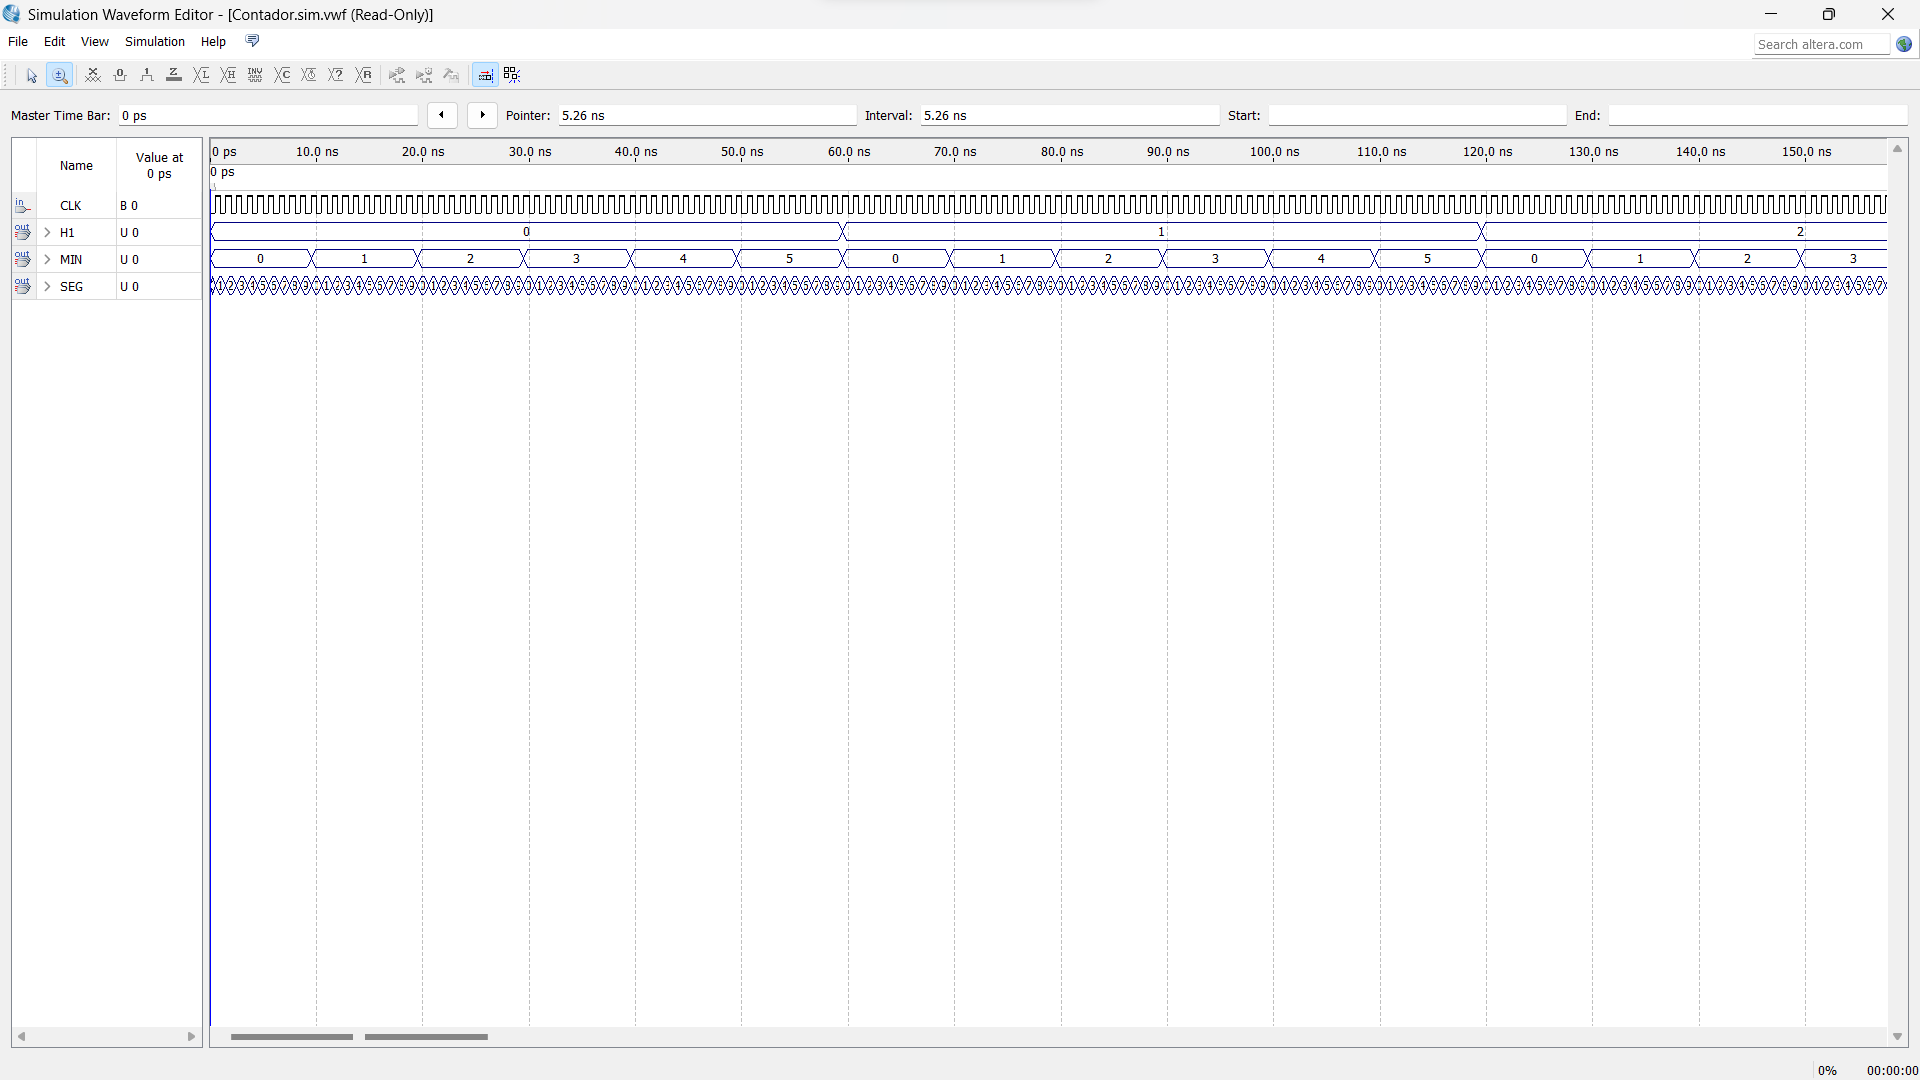 Simulation Waveform Editor - [Contador.sim.vwf (Read-Only)]
File Edit View Simulation Help
Search altera.com
Master Time Bar: 0 ps Pointer: 5.26 ns Interval: 5.26 ns Start: End:
Name Value at 0 ps
0 ps 10.0 ns 20.0 ns 30.0 ns 40.0 ns 50.0 ns 60.0 ns 70.0 ns 80.0 ns 90.0 ns 100.0 ns 110.0 ns 120.0 ns 130.0 ns 140.0 ns 150.0 ns
0 ps
in CLK B 0
out H1 U 0 0 1 2
out MIN U 0 0 1 2 3 4 5 0 1 2 3 4 5 0 1 2 3
out SEG U 0
0% 00:00:00